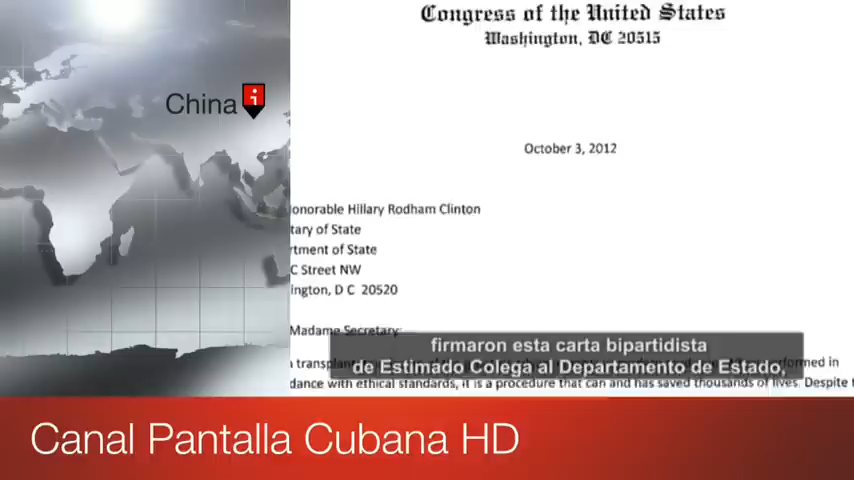 Congress of the United States
Washington, DC 20515
China
October 3, 2012
onorable Hillary Rodham Clinton
tary of State
rtment of State
C Street NW
ington, D C 20520
Madame Secretary:
firmaron esta carta bipartidista
de Estimado Colega al Departamento de Estado,
transplant
ormed in
dance with ethical standards, it is a procedure that can and has saved thousands of lives. Despite
Canal Pantalla Cubana HD